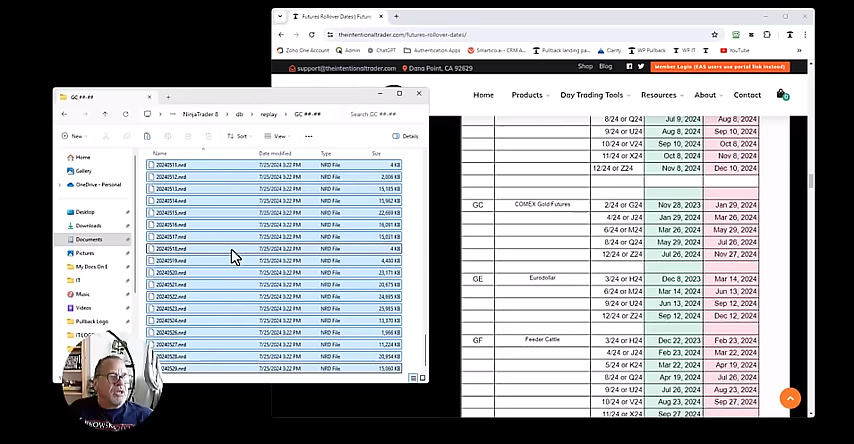 Futures Rollover Dates | Futu
theintentionaltrader.com/futures-rollover-dates/
Zoho One Account
Admin
ChatGPT
Authentication Apps
Smarteo.ai - CRM A...
Pullback landing pa...
Clarity
WP Pullback
WP IT
YouTube
support@theintentionaltrader.com Dana Point, CA 92629
Shop Blog
Member Login (EAS users use portal link instead)
Home Products Day Trading Tools Resources About Contact
0
GC ##-##
NinjaTrader 8 > db > replay > GC ##-##
Search GC ##-##
New
Sort
View
Details
Name Date modified Type Size
20240511.nrd 7/25/2024 3:22 PM NRD File 4 KB
20240512.nrd 7/25/2024 3:22 PM NRD File 2,006 KB
20240513.nrd 7/25/2024 3:22 PM NRD File 15,185 KB
20240514.nrd 7/25/2024 3:22 PM NRD File 15,962 KB
20240515.nrd 7/25/2024 3:22 PM NRD File 22,669 KB
20240516.nrd 7/25/2024 3:22 PM NRD File 16,091 KB
20240517.nrd 7/25/2024 3:22 PM NRD File 15,031 KB
20240518.nrd 7/25/2024 3:22 PM NRD File 4 KB
20240519.nrd 7/25/2024 3:22 PM NRD File 4,480 KB
20240520.nrd 7/25/2024 3:22 PM NRD File 23,171 KB
20240521.nrd 7/25/2024 3:22 PM NRD File 20,675 KB
20240522.nrd 7/25/2024 3:22 PM NRD File 24,695 KB
20240523.nrd 7/25/2024 3:22 PM NRD File 25,985 KB
20240524.nrd 7/25/2024 3:22 PM NRD File 13,370 KB
20240526.nrd 7/25/2024 3:22 PM NRD File 1,966 KB
20240527.nrd 7/25/2024 3:22 PM NRD File 11,224 KB
20240528.nrd 7/25/2024 3:22 PM NRD File 20,954 KB
20240529.nrd 7/25/2024 3:22 PM NRD File 15,060 KB
Home
Gallery
OneDrive - Personal
Desktop
Downloads
Documents
Pictures
My Docs On E
IT
Music
Videos
Pullback Logo
8/24 Q24 Jul 9, 2024 Aug 8, 2024
9/24 U24 Aug 8, 2024 Sep 10, 2024
10/24 V24 Sep 10, 2024 Oct 8, 2024
11/24 X24 Oct 8, 2024 Nov 8, 2024
12/24 Z24 Nov 8, 2024 Dec 10, 2024
GC COMEX Gold Futures 2/24 or G24 Nov 28, 2023 Jan 29, 2024
4/24 or J24 Jan 29, 2024 Mar 26, 2024
6/24 or M24 Mar 26, 2024 May 29, 2024
8/24 or Q24 May 29, 2024 Jul 26, 2024
12/24 or Z24 Jul 26, 2024 Nov 27, 2024
GE Eurodollar 3/24 or H24 Dec 8, 2023 Mar 14, 2024
6/24 or M24 Mar 14, 2024 Jun 13, 2024
9/24 or U24 Jun 13, 2024 Sep 12, 2024
12/24 or Z24 Sep 12, 2024 Dec 12, 2024
GF Feeder Cattle 3/24 or H24 Dec 22, 2023 Feb 23, 2024
4/24 or J24 Feb 23, 2024 Mar 22, 2024
5/24 or K24 Mar 22, 2024 Apr 19, 2024
8/24 or Q24 Apr 19, 2024 Jul 26, 2024
9/24 or U24 Jul 26, 2024 Aug 23, 2024
10/24 or V24 Aug 23, 2024 Sep 27, 2024
11/24 or X24 Sep 27, 2024